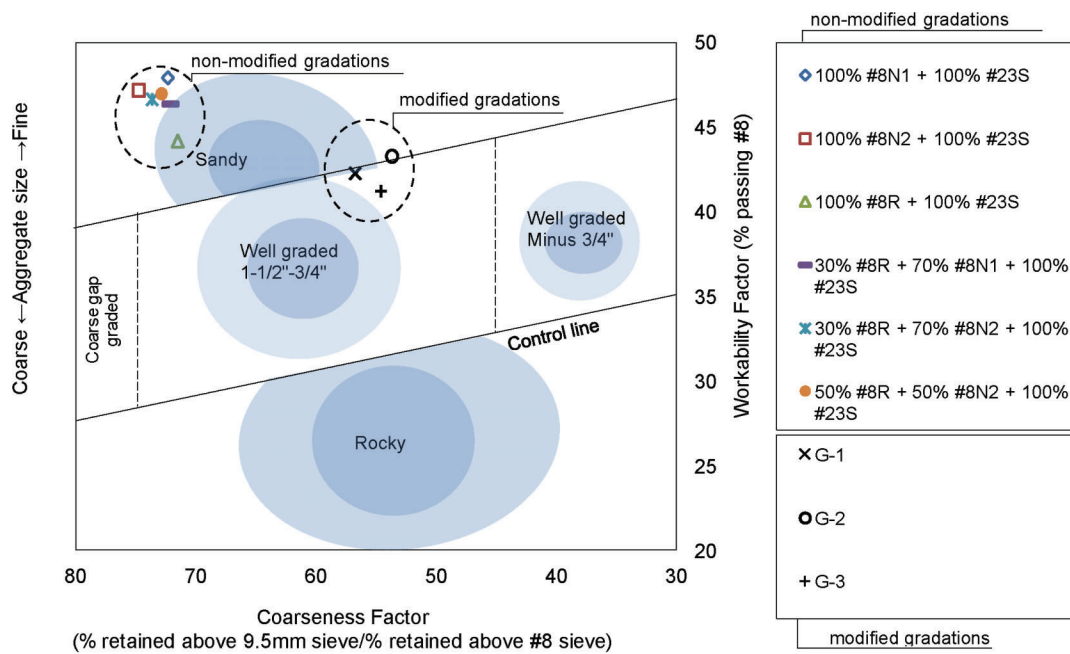 non-modified gradations
modified gradations
Sandy
Well graded
1-1/2"-3/4"
Well graded
Minus 3/4"
Coarse gap
graded
Control line
Rocky
Coarse ←Aggregate size →Fine
50
45
40
35
30
25
20
Workability Factor (% passing #8)
80
70
60
50
40
30
Coarseness Factor
(% retained above 9.5mm sieve/% retained above #8 sieve)
non-modified gradations
100% #8N1 + 100% #23S
100% #8N2 + 100% #23S
100% #8R + 100% #23S
30% #8R + 70% #8N1 + 100%
#23S
30% #8R + 70% #8N2 + 100%
#23S
50% #8R + 50% #8N2 + 100%
#23S
G-1
G-2
G-3
modified gradations